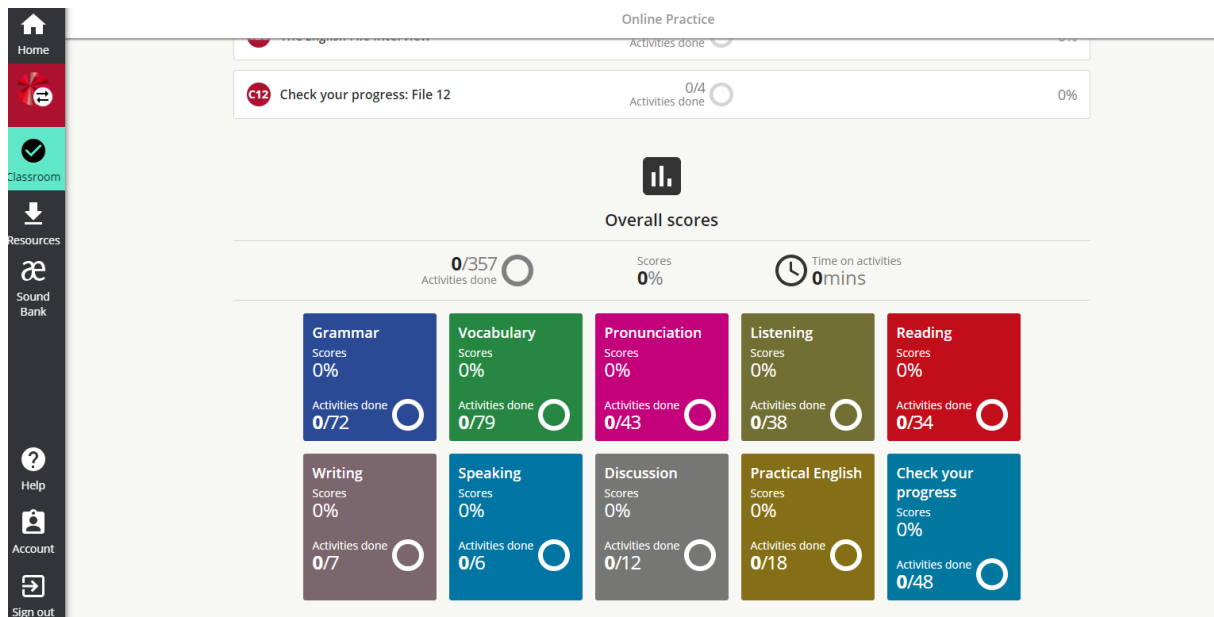 Online Practice
Home
Activities done
0/4
C12 Check your progress: File 12
Activities done
0%
Classroom
Resources
æ
Sound
Bank
Overall scores
0/357
Activities done
Scores
0%
Time on activities
0mins
Grammar
Scores
0%
Activities done
0/72
Vocabulary
Scores
0%
Activities done
0/79
Pronunciation
Scores
0%
Activities done
0/43
Listening
Scores
0%
Activities done
0/38
Reading
Scores
0%
Activities done
0/34
Writing
Scores
0%
Activities done
0/7
Speaking
Scores
0%
Activities done
0/6
Discussion
Scores
0%
Activities done
0/12
Practical English
Scores
0%
Activities done
0/18
Check your
progress
Scores
0%
Activities done
0/48
Help
Account
Sign out